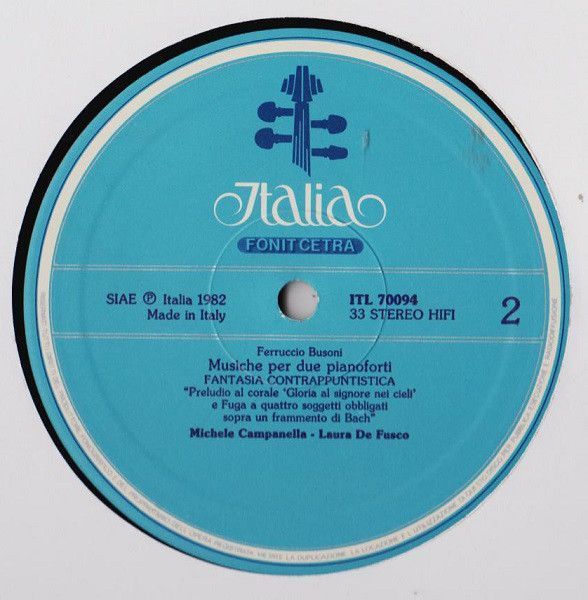 Italia
FONIT CETRA
SIAE Ⓟ Italia 1982
Made in Italy
ITL 70094
33 STEREO HIFI
2
Ferruccio Busoni
Musiche per due pianoforti
FANTASIA CONTRAPPUNTISTICA
"Preludio al corale 'Gloria al signore nei cieli'
e Fuga a quattro soggetti obbligati
sopra un frammento di Bach"
Michele Campanella - Laura De Fusco